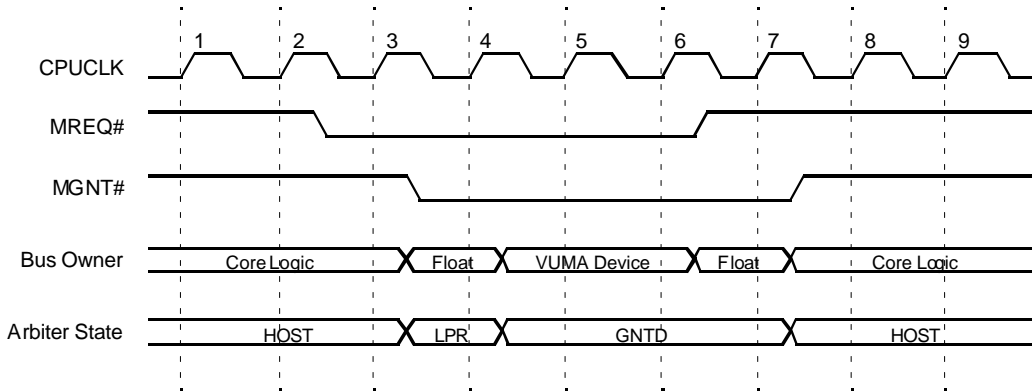 1 2 3 4 5 6 7 8 9
CPUCLK
MREQ#
MGNT#
Bus Owner Core Logic Float VUMA Device Float Core Logic
Arbiter State HOST LPR GNTD HOST